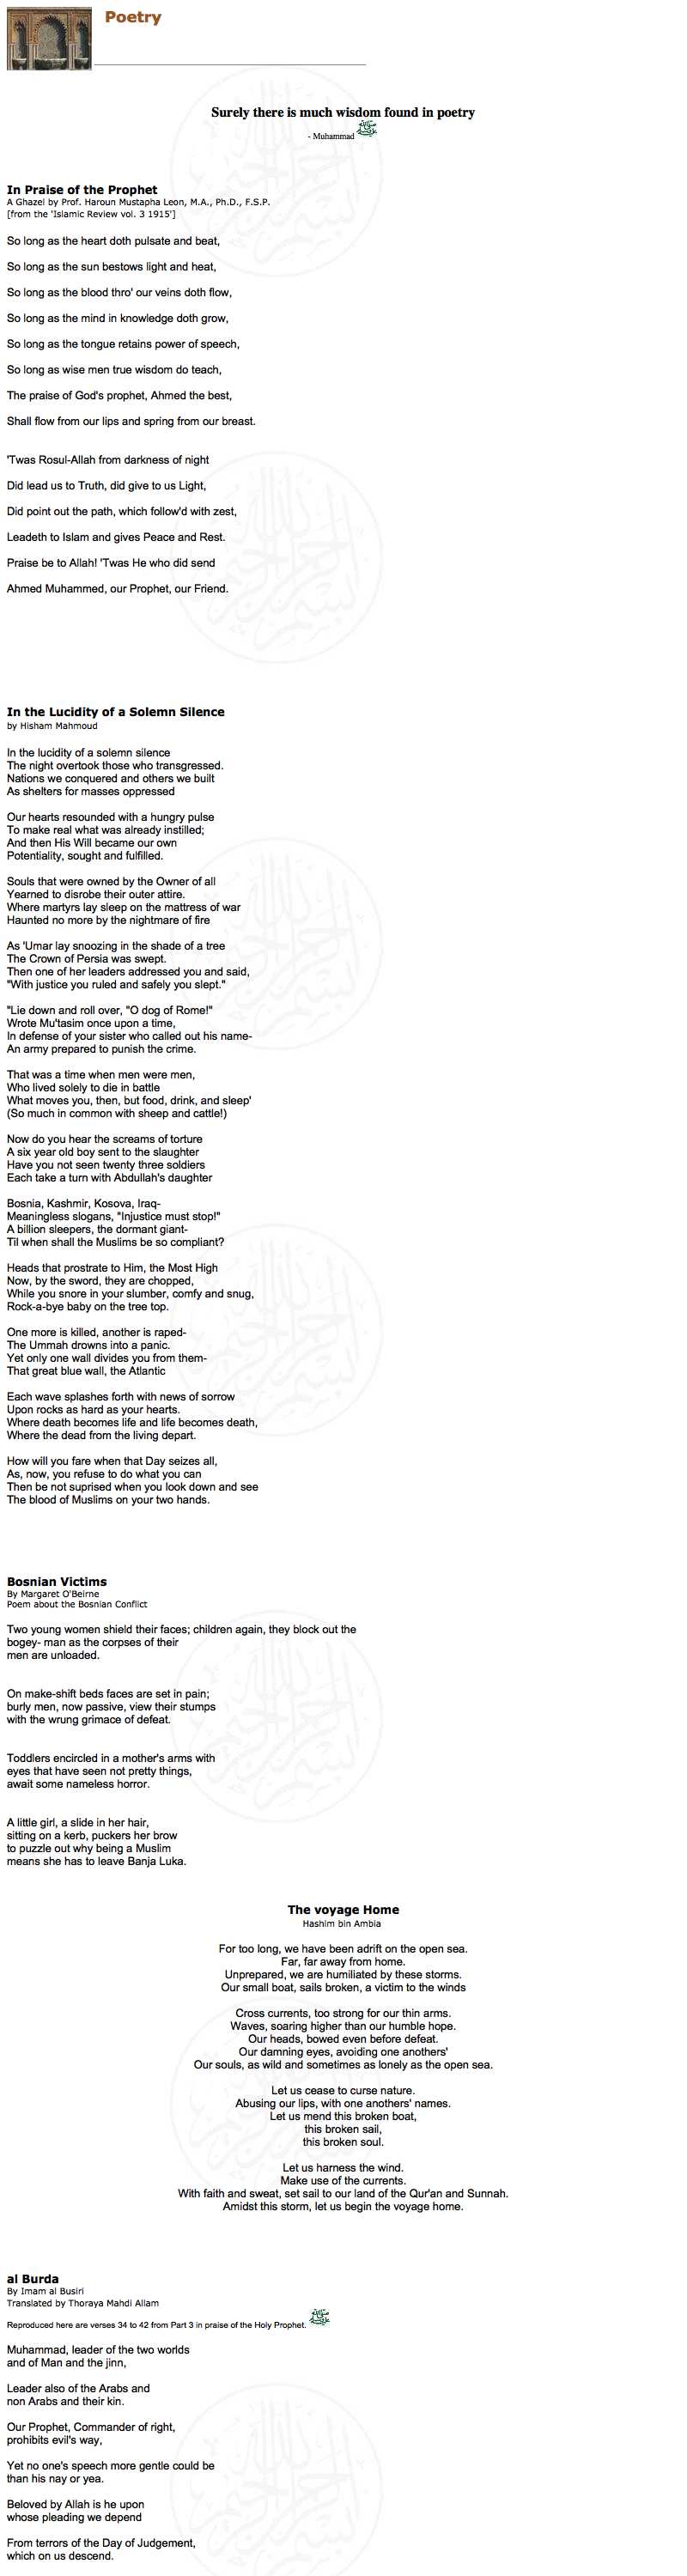 Poetry
Surely there is much wisdom found in poetry
- Muhammad
In Praise of the Prophet
A Ghazel by Prof. Haroun Mustapha Leon, M.A., Ph.D., F.S.P.
[from the 'Islamic Review vol. 3 1915']
So long as the heart doth pulsate and beat,
So long as the sun bestows light and heat,
So long as the blood thro' our veins doth flow,
So long as the mind in knowledge doth grow,
So long as the tongue retains power of speech,
So long as wise men true wisdom do teach,
The praise of God's prophet, Ahmed the best,
Shall flow from our lips and spring from our breast.
'Twas Rosul-Allah from darkness of night
Did lead us to Truth, did give to us Light,
Did point out the path, which follow'd with zest,
Leadeth to Islam and gives Peace and Rest.
Praise be to Allah! 'Twas He who did send
Ahmed Muhammed, our Prophet, our Friend.
In the Lucidity of a Solemn Silence
by Hisham Mahmoud
In the lucidity of a solemn silence
The night overtook those who transgressed.
Nations we conquered and others we built
As shelters for masses oppressed
Our hearts resounded with a hungry pulse
To make real what was already instilled;
And then His Will became our own
Potentiality, sought and fulfilled.
Souls that were owned by the Owner of all
Yearned to disrobe their outer attire.
Where martyrs lay sleep on the mattress of war
Haunted no more by the nightmare of fire
As 'Umar lay snoozing in the shade of a tree
The Crown of Persia was swept.
Then one of her leaders addressed you and said,
"With justice you ruled and safely you slept."
"Lie down and roll over, "O dog of Rome!"
Wrote Mu'tasim once upon a time,
In defense of your sister who called out his name-
An army prepared to punish the crime.
That was a time when men were men,
Who lived solely to die in battle
What moves you, then, but food, drink, and sleep'
(So much in common with sheep and cattle!)
Now do you hear the screams of torture
A six year old boy sent to the slaughter
Have you not seen twenty three soldiers
Each take a turn with Abdullah's daughter
Bosnia, Kashmir, Kosova, Iraq-
Meaningless slogans, "Injustice must stop!"
A billion sleepers, the dormant giant-
Til when shall the Muslims be so compliant?
Heads that prostrate to Him, the Most High
Now, by the sword, they are chopped,
While you snore in your slumber, comfy and snug,
Rock-a-bye baby on the tree top.
One more is killed, another is raped-
The Ummah drowns into a panic.
Yet only one wall divides you from them-
That great blue wall, the Atlantic
Each wave splashes forth with news of sorrow
Upon rocks as hard as your hearts.
Where death becomes life and life becomes death,
Where the dead from the living depart.
How will you fare when that Day seizes all,
As, now, you refuse to do what you can
Then be not suprised when you look down and see
The blood of Muslims on your two hands.
Bosnian Victims
By Margaret O'Beirne
Poem about the Bosnian Conflict
Two young women shield their faces; children again, they block out the
bogey- man as the corpses of their
men are unloaded.
On make-shift beds faces are set in pain;
burly men, now passive, view their stumps
with the wrung grimace of defeat.
Toddlers encircled in a mother's arms with
eyes that have seen not pretty things,
await some nameless horror.
A little girl, a slide in her hair,
sitting on a kerb, puckers her brow
to puzzle out why being a Muslim
means she has to leave Banja Luka.
The voyage Home
Hashim bin Ambia
For too long, we have been adrift on the open sea.
Far, far away from home.
Unprepared, we are humiliated by these storms.
Our small boat, sails broken, a victim to the winds
Cross currents, too strong for our thin arms.
Waves, soaring higher than our humble hope.
Our heads, bowed even before defeat.
Our damning eyes, avoiding one anothers'
Our souls, as wild and sometimes as lonely as the open sea.
Let us cease to curse nature.
Abusing our lips, with one anothers' names.
Let us mend this broken boat,
this broken sail,
this broken soul.
Let us harness the wind.
Make use of the currents.
With faith and sweat, set sail to our land of the Qur'an and Sunnah.
Amidst this storm, let us begin the voyage home.
al Burda
By Imam al Busiri
Translated by Thoraya Mahdi Allam
Reproduced here are verses 34 to 42 from Part 3 in praise of the Holy Prophet.
Muhammad, leader of the two worlds
and of Man and the jinn,
Leader also of the Arabs and
non Arabs and their kin.
Our Prophet, Commander of right,
prohibits evil's way,
Yet no one's speech more gentle could be
than his nay or yea.
Beloved by Allah is he upon
whose pleading we depend
From terrors of the Day of Judgement,
which on us descend.